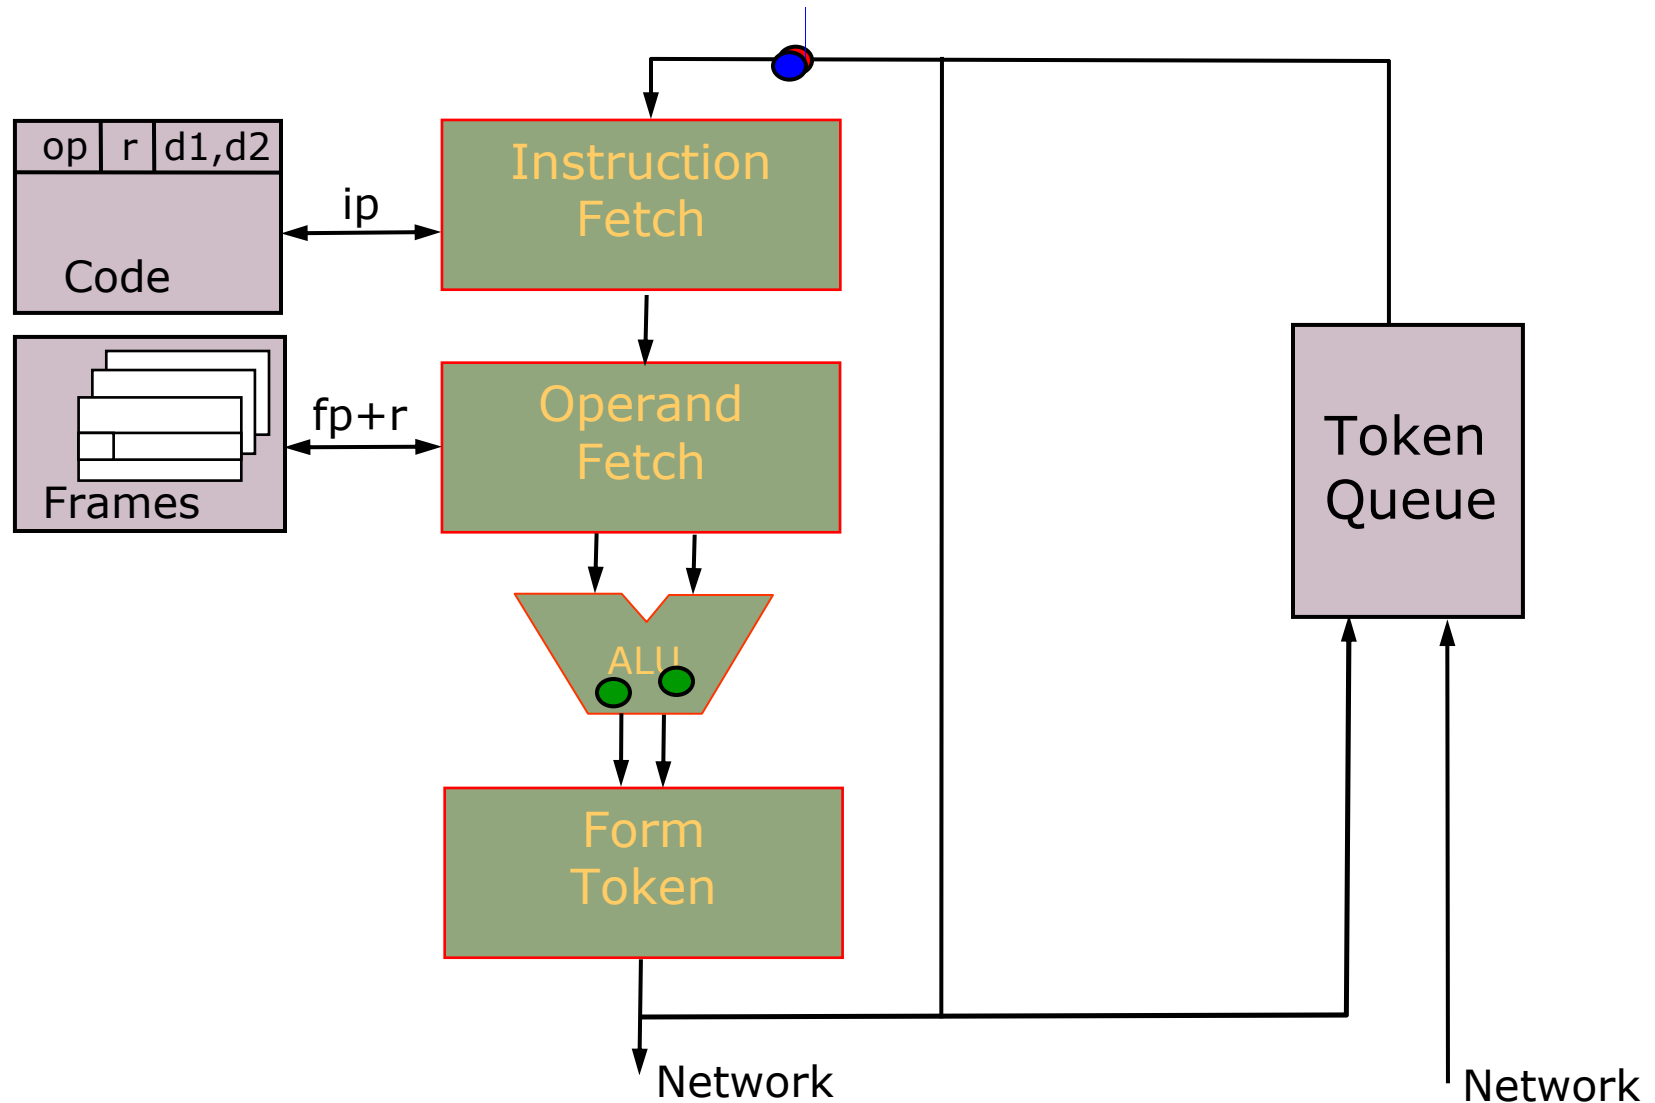 op r d1,d2
Code
ip
Instruction
Fetch
Frames
fp+r
Operand
Fetch
ALU
Form
Token
Token
Queue
Network
Network